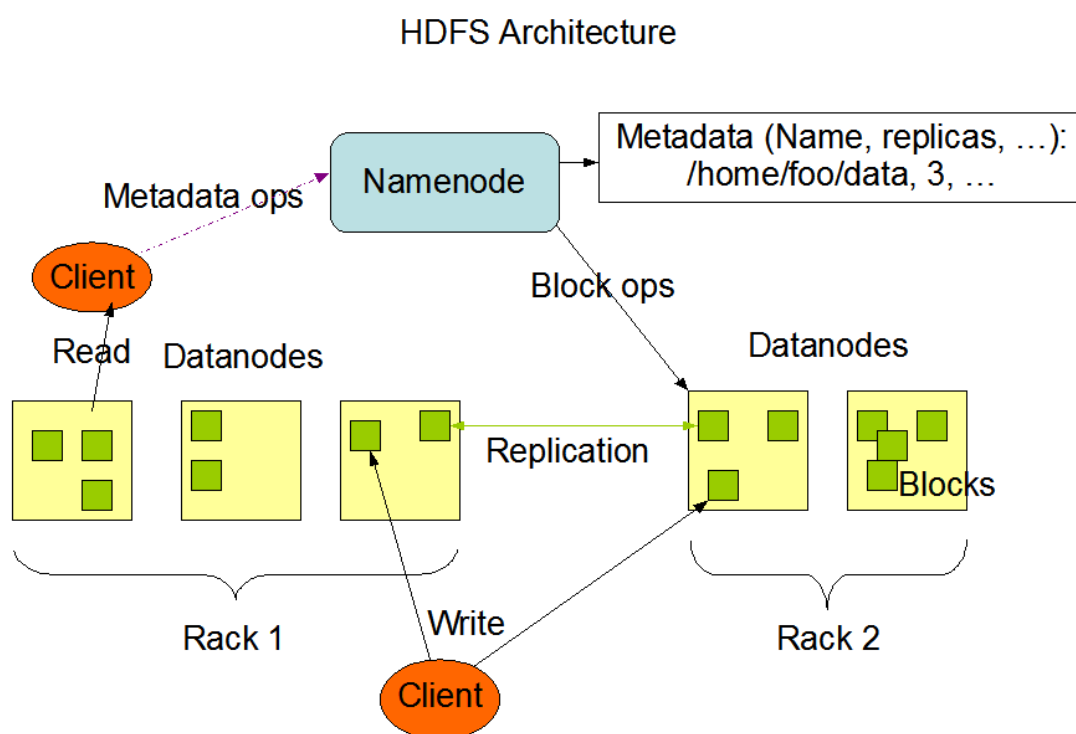 HDFS Architecture
Metadata (Name, replicas, …):
/home/foo/data, 3, …
Namenode
Metadata ops
Client
Block ops
Read
Datanodes
Datanodes
Replication
Blocks
Rack 1
Write
Rack 2
Client